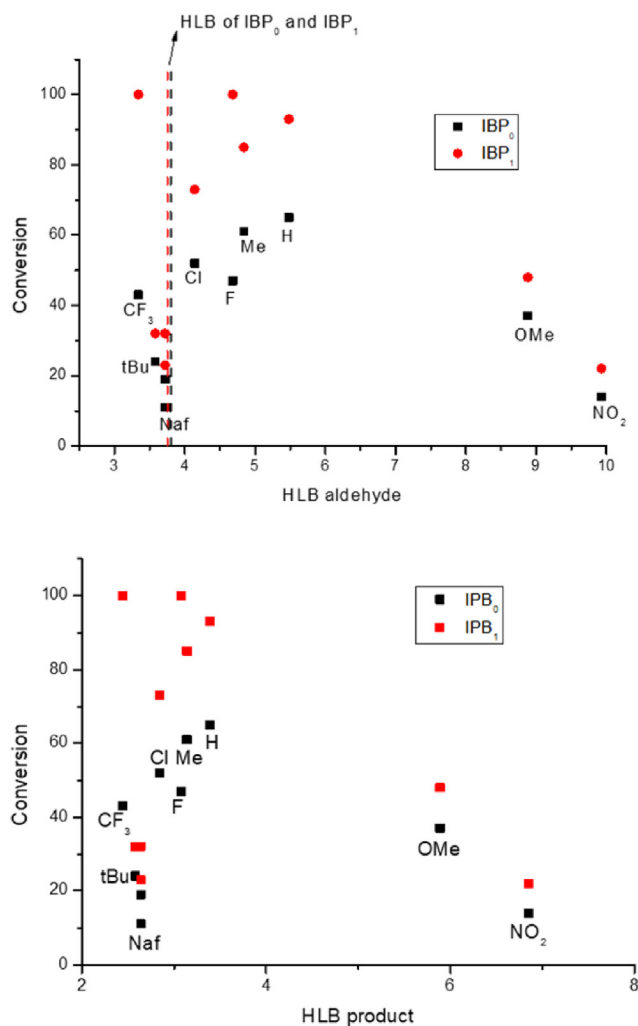 HLB of IBP₀ and IBP₁
100
80
60
40
20
0
Conversion
IBP₀
IBP₁
CF₃
tBu
Naf
Cl
F
Me
H
OMe
NO₂
3 4 5 6 7 8 9 10
HLB aldehyde
100
80
60
40
20
0
Conversion
IPB₀
IPB₁
CF₃
tBu
Naf
Cl Me
F
H
OMe
NO₂
2 4 6 8
HLB product